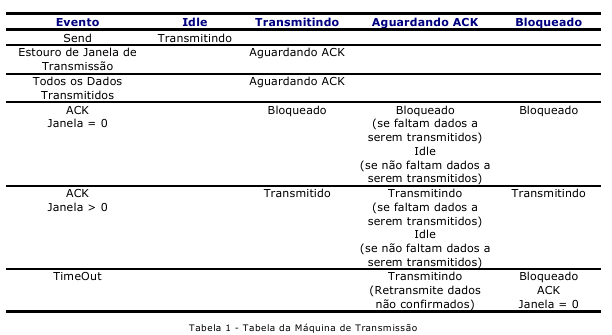 Evento Idle Transmitindo Aguardando ACK Bloqueado
Send Transmitindo
Estouro de Janela de Aguardando ACK
Transmissão
Todos os Dados Aguardando ACK
Transmitidos
ACK Bloqueado Bloqueado Bloqueado
Janela = 0 (se faltam dados a
serem transmitidos)
Idle
(se não faltam dados a
serem transmitidos)
ACK Transmitido Transmitindo Transmitindo
Janela > 0 (se faltam dados a
serem transmitidos)
Idle
(se não faltam dados a
serem transmitidos)
TimeOut Transmitindo Bloqueado
(Retransmite dados ACK
não confirmados) Janela = 0
Tabela 1 - Tabela da Máquina de Transmissão